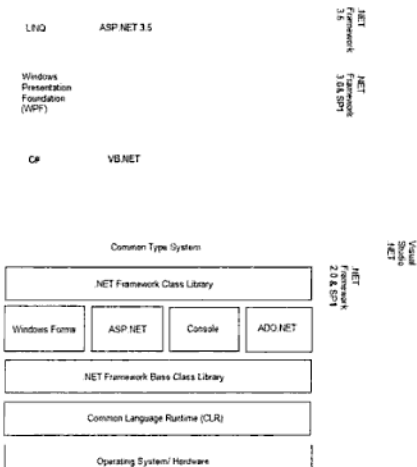 LINQ ASP.NET 3.5
.NET
Framework
3.5
Windows
Presentation
Foundation
(WPF)
.NET
Framework
3.0 & SP1
C# VB.NET
Common Type System
Visual
Studio
.NET
.NET
Framework
2.0 & SP1
.NET Framework Class Library
Windows Forms ASP.NET Console ADO.NET
.NET Framework Base Class Library
Common Language Runtime (CLR)
Operating System/ Hardware